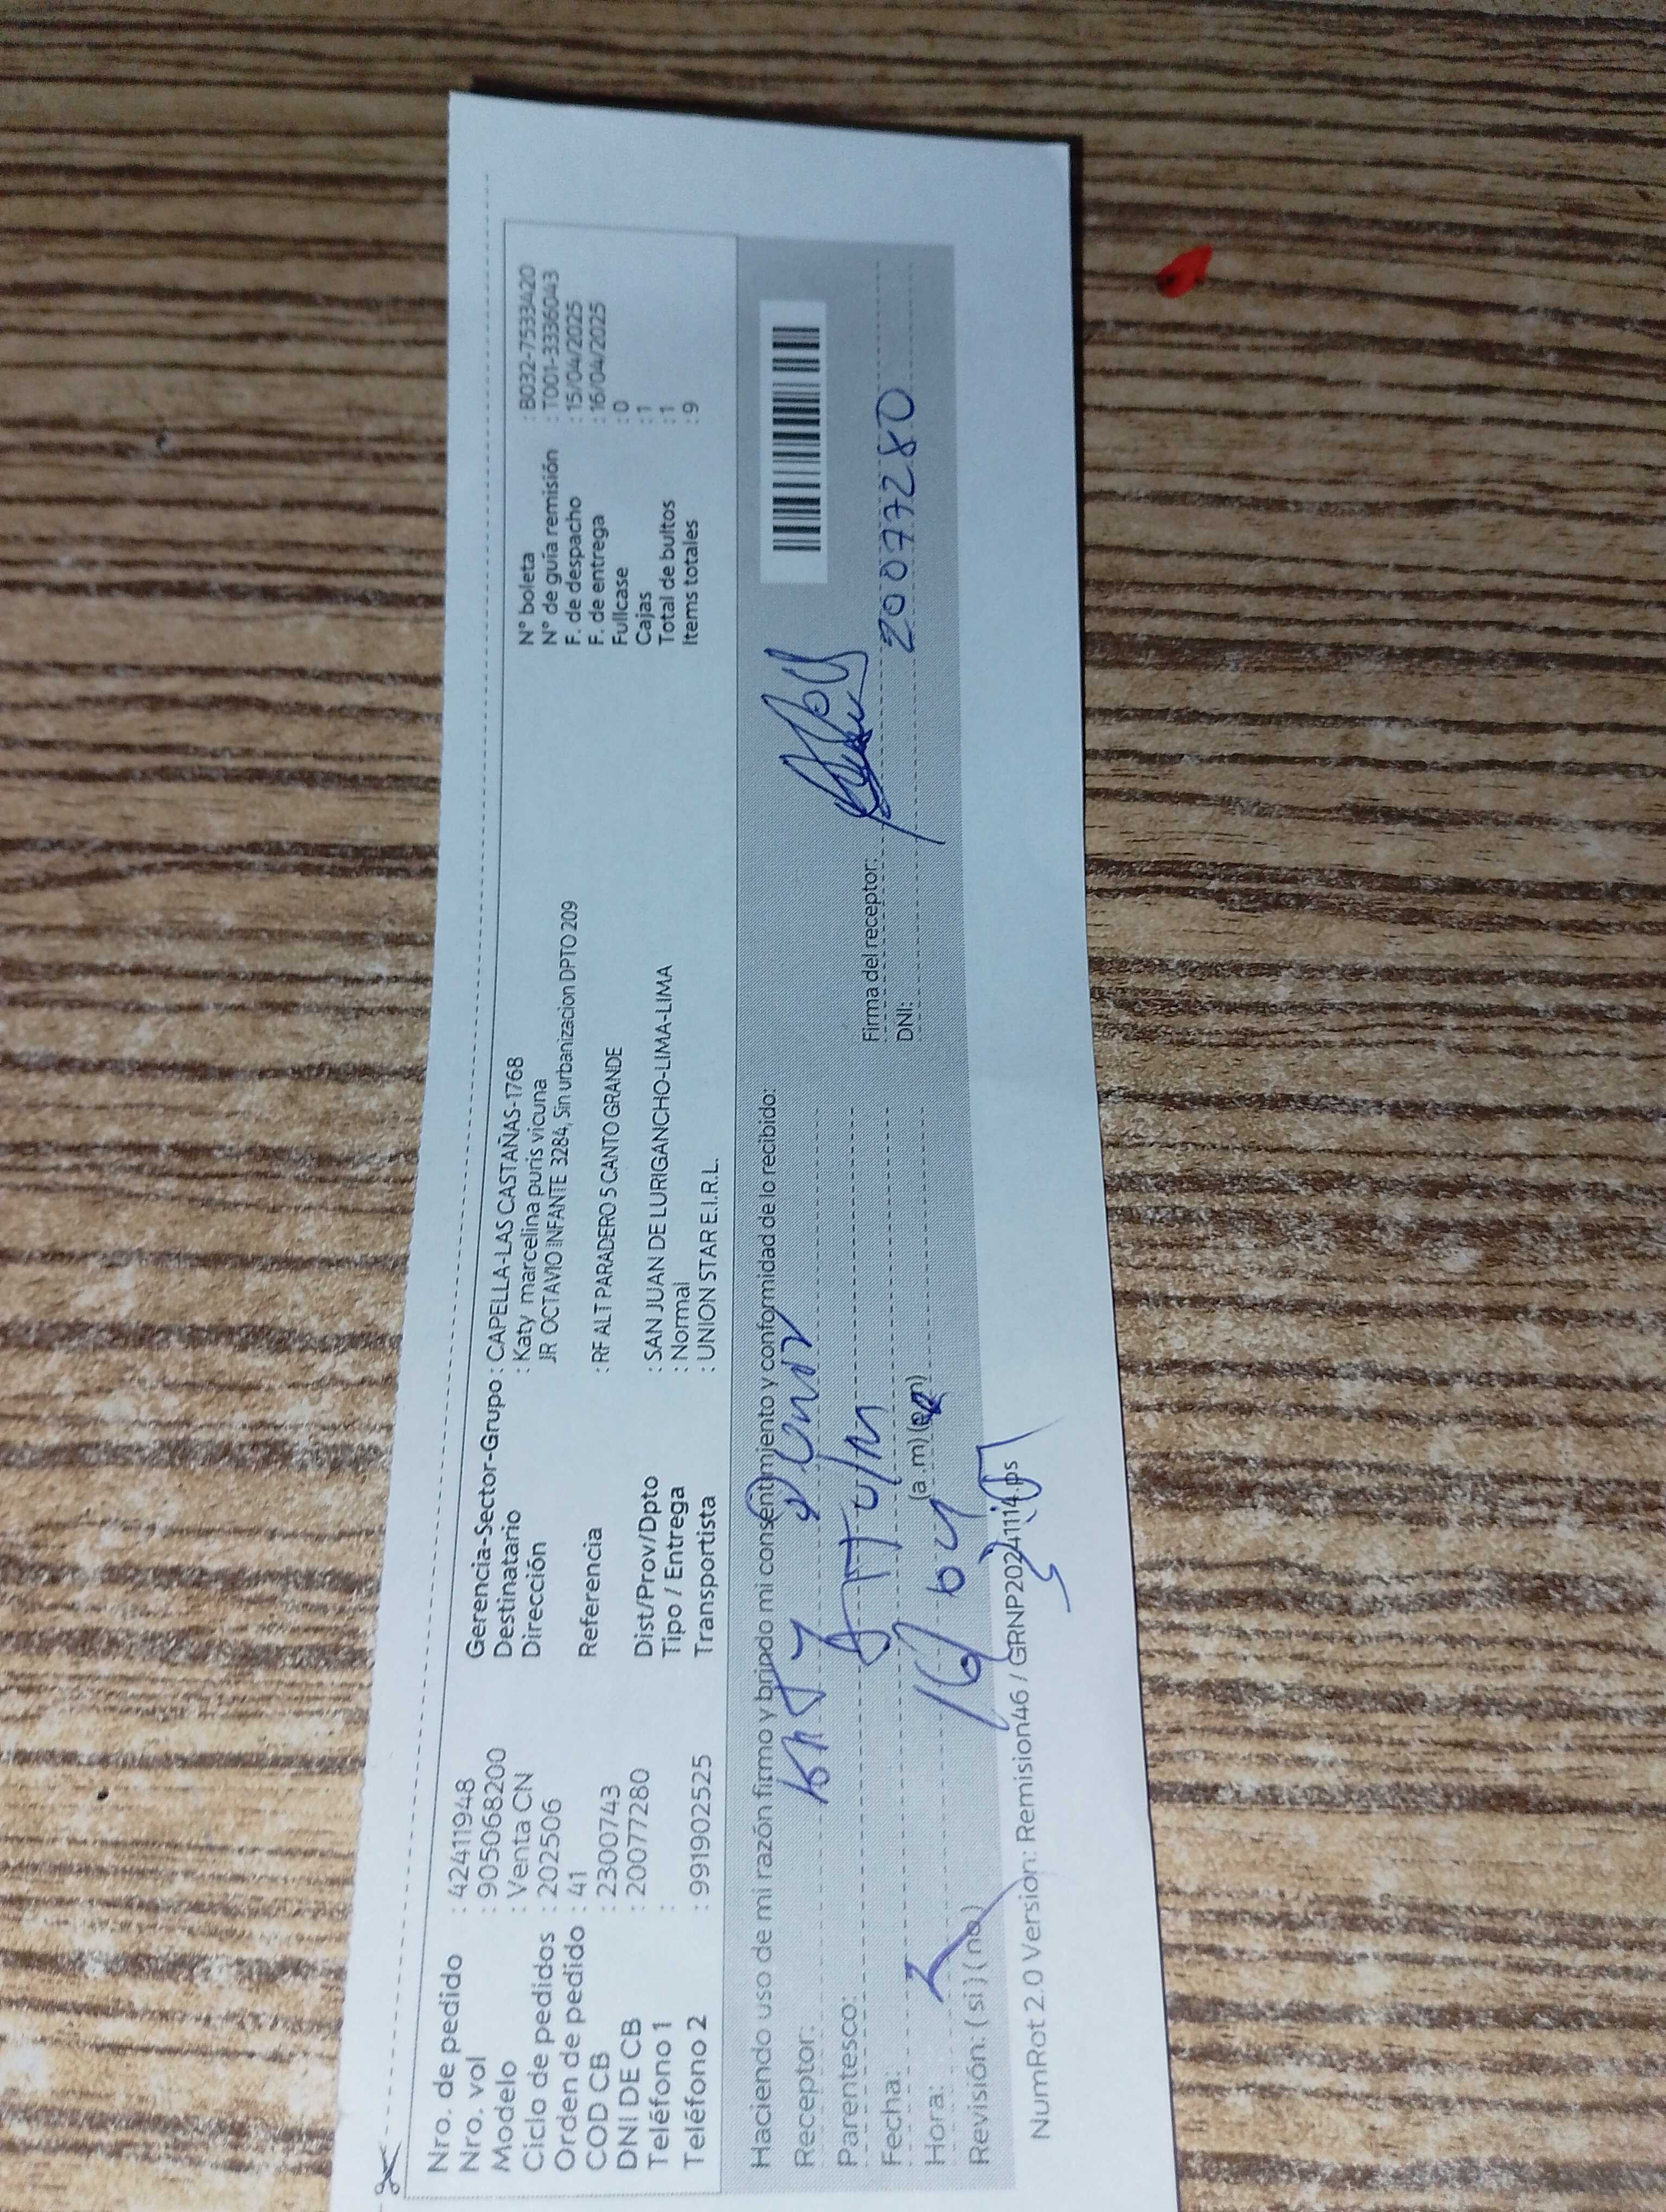 Nro. de pedido : 42411948
Nro. vol : 905068200
Modelo : Venta CN
Ciclo de pedidos : 202506
Orden de pedido : 41
COD CB : 2300743
DNI DE CB : 20077280
Teléfono 1 :
Teléfono 2 : 991902525
Gerencia-Sector-Grupo : CAPELLA-LAS CASTAÑAS-1768
Destinatario : Katy marcelina puris vicuna
Dirección JR OCTAVIO INFANTE 3284, Sin urbanizacion DPTO 209
Referencia : RF ALT PARADERO 5 CANTO GRANDE
Dist/Prov/Dpto : SAN JUAN DE LURIGANCHO-LIMA-LIMA
Tipo / Entrega : Normal
Transportista : UNION STAR E.I.R.L.
N° boleta : B032-7533420
N° de guía remisión : T001-3336043
F. de despacho : 15/04/2025
F. de entrega : 16/04/2025
Fullcase : 0
Cajas : 1
Total de bultos : 1
Items totales : 9
Haciendo uso de mi razón firmo y brindo mi consentimiento y conformidad de lo recibido:
Receptor:
Parentesco:
Fecha:
Hora: (a.m) (p.m)
Revisión: ( si ) ( no )
Firma del receptor:
DNI: 20077280
NumRot 2.0 Version: Remision46 / GRNP20241114.ps